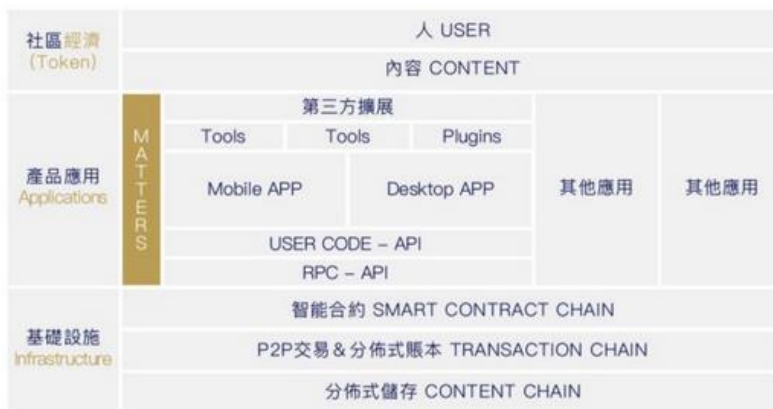 社區經濟
(Token)
人 USER
內容 CONTENT
產品應用
Applications
MATTERS
第三方擴展
Tools
Tools
Plugins
Mobile APP
Desktop APP
USER CODE – API
RPC – API
其他應用
其他應用
基礎設施
Infrastructure
智能合約 SMART CONTRACT CHAIN
P2P交易&分佈式賬本 TRANSACTION CHAIN
分佈式儲存 CONTENT CHAIN